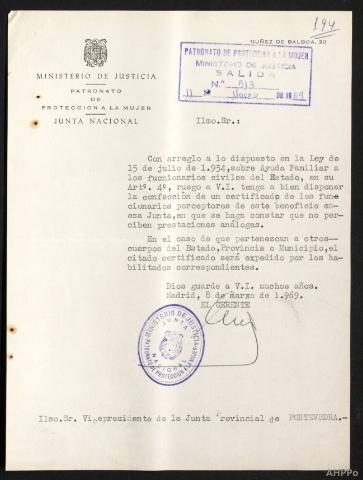 194
NUÑEZ DE BALBOA, 33
MINISTERIO DE JUSTICIA
PATRONATO
DE
PROTECCION A LA MUJER
JUNTA NACIONAL
PATRONATO DE PROTECCION A LA MUJER
MINISTERIO DE JUSTICIA
SALIDA
N.º 513
11 DE Marzo DE 1969
Ilmo.Sr.:
Con arreglo a lo dispuesto en la Ley de
15 de julio de 1.954, sobre Ayuda Familiar a
los fucnionarios civiles del Estado, en su
Artº. 4º, ruego a V.I. tenga a bien disponer
la confección de un certificado de los fun-
cionarios perceptores de este beneficio en-
esa Junta, en que se haga constar que no per-
ciben prestaciones análogas.
En el caso de que pertenezcan a otros--
cuerpos del Estado, Provincia o Municipio, el
citado certificado será expedido por los ha-
bilitados correspondientes.
Dios guarde a V.I. muchos años.
Madrid, 8 de marzo de 1.969.
EL GERENTE
MINISTERIO DE JUSTICIA
PATRONATO DE PROTECCION A LA MUJER
JUNTA
NACIONAL
Ilmo.Sr. Vicepresidente de la Junta Provincial de PONTEVEDRA.-
AHPPo